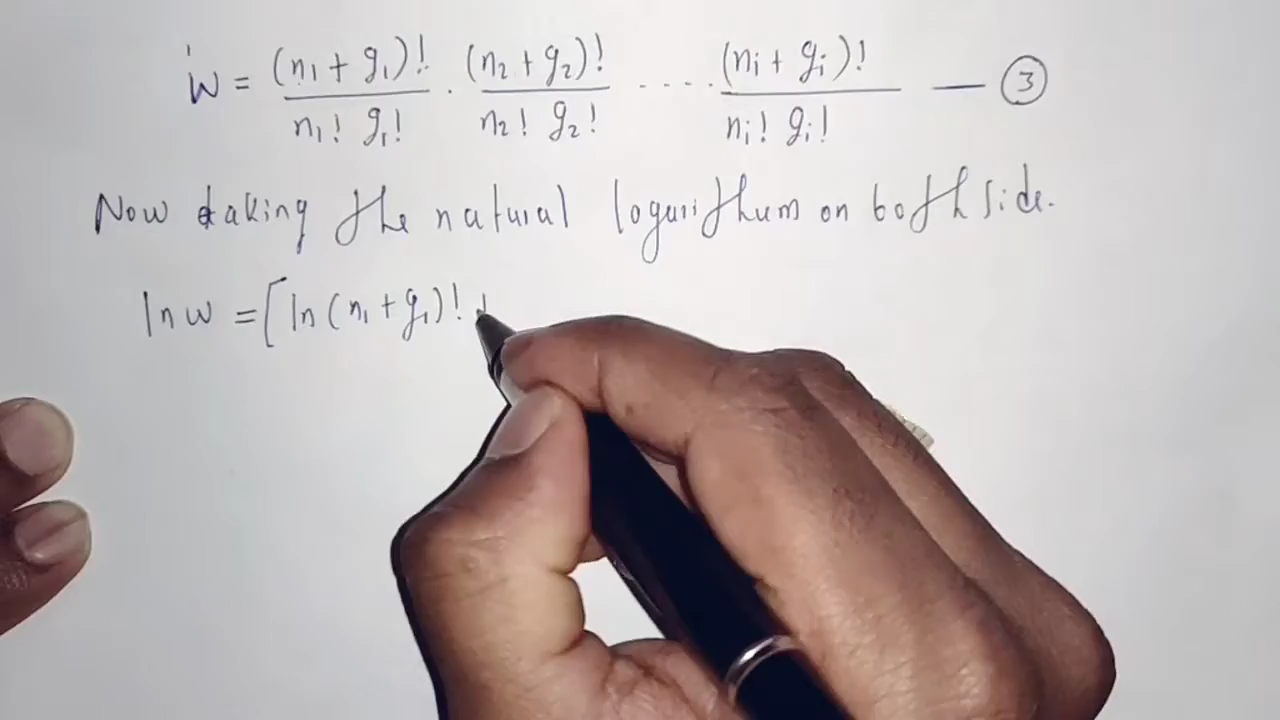 W = (n1 + g1)! / n1! g1! · (n2 + g2)! / n2! g2! ..... (ni + gi)! / ni! gi! — ③
Now taking the natural logarithum on both side.
ln w = [ ln (n1 + g1)! +